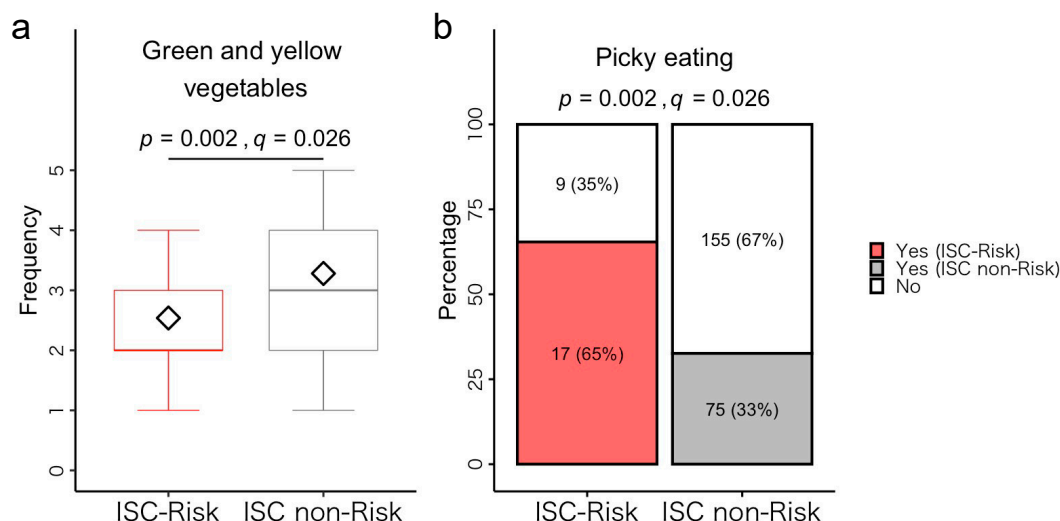 a
Green and yellow
vegetables
p = 0.002 , q = 0.026
Frequency
5
4
3
2
1
0
ISC-Risk
ISC non-Risk
b
Picky eating
p = 0.002 , q = 0.026
Percentage
100
75
50
25
0
9 (35%)
17 (65%)
155 (67%)
75 (33%)
ISC-Risk
ISC non-Risk
Yes (ISC-Risk)
Yes (ISC non-Risk)
No